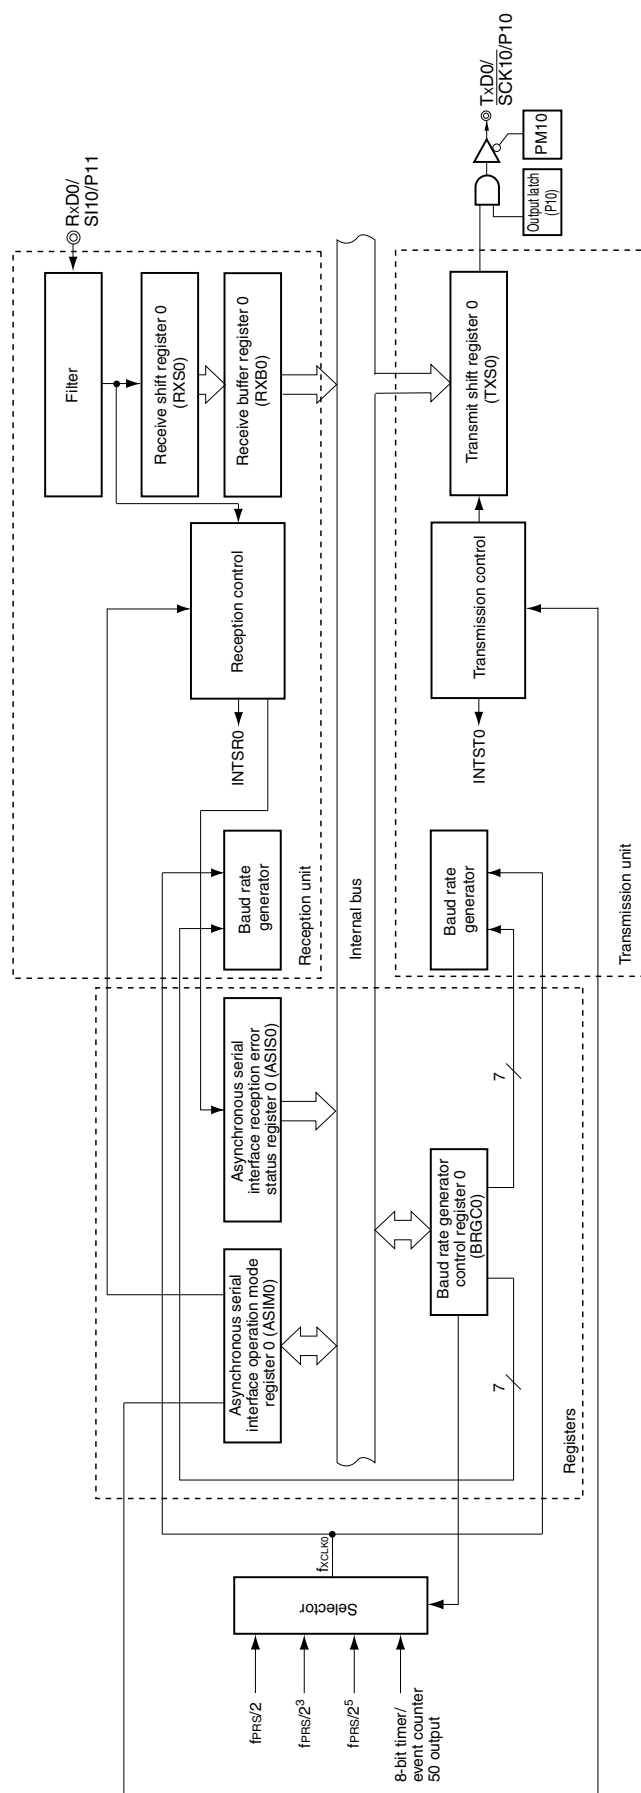 RxD0/
SI10/P11
Filter
Receive shift register 0
(RXS0)
Receive buffer register 0
(RXB0)
Reception control
INTSR0
Baud rate
generator
Reception unit
Internal bus
Asynchronous serial
interface operation mode
register 0 (ASIM0)
Asynchronous serial
interface reception error
status register 0 (ASIS0)
Baud rate generator
control register 0
(BRGC0)
7
7
Registers
fPRS/2
fPRS/2³
fPRS/2⁵
8-bit timer/
event counter
50 output
Selector
fXCLK0
Baud rate
generator
INTST0
Transmission control
Transmit shift register 0
(TXS0)
Transmission unit
Output latch
(P10)
PM10
TxD0/
SCK10/P10